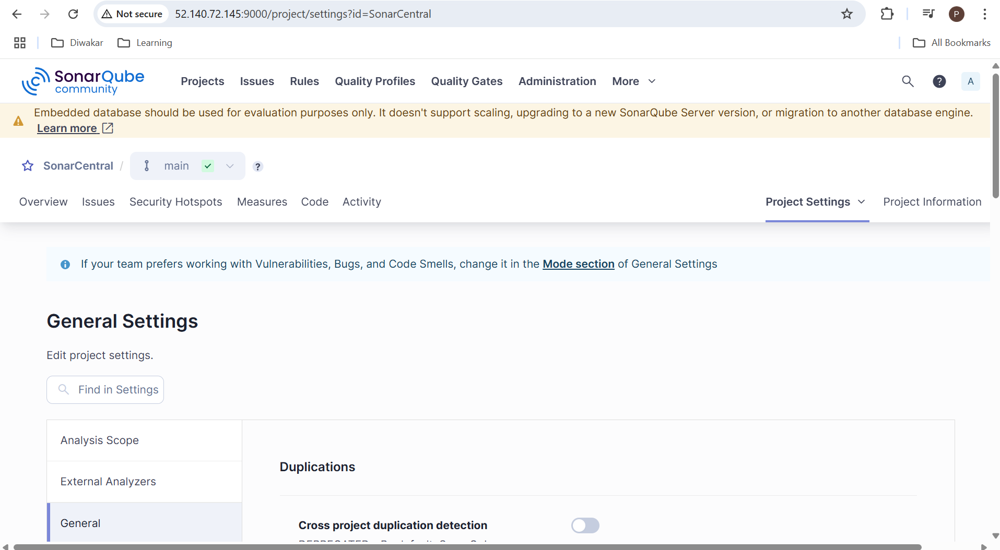 Not secure 52.140.72.145:9000/project/settings?id=SonarCentral P
Diwakar Learning All Bookmarks
SonarQube
community
Projects Issues Rules Quality Profiles Quality Gates Administration More ? A
Embedded database should be used for evaluation purposes only. It doesn't support scaling, upgrading to a new SonarQube Server version, or migration to another database engine.
Learn more
SonarCentral / main ?
Overview Issues Security Hotspots Measures Code Activity Project Settings Project Information
If your team prefers working with Vulnerabilities, Bugs, and Code Smells, change it in the Mode section of General Settings
General Settings
Edit project settings.
Find in Settings
Analysis Scope
External Analyzers
General
Duplications
Cross project duplication detection